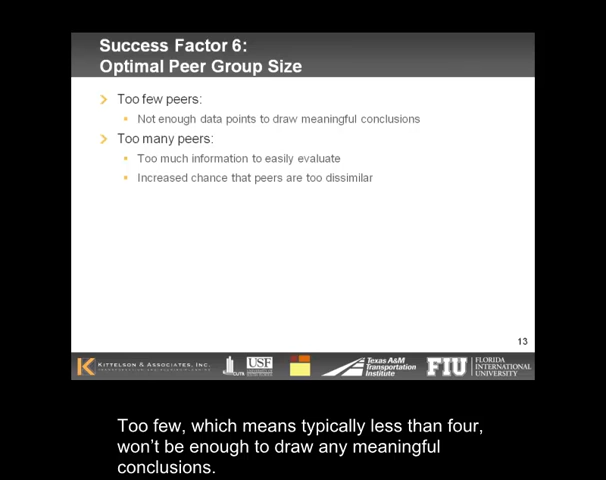 Success Factor 6:
Optimal Peer Group Size
Too few peers:
Not enough data points to draw meaningful conclusions
Too many peers:
Too much information to easily evaluate
Increased chance that peers are too dissimilar
13
KITTELSON & ASSOCIATES, INC.
CUTR
USF
Texas A&M
Transportation
Institute
FIU
FLORIDA
INTERNATIONAL
UNIVERSITY
Too few, which means typically less than four,
won't be enough to draw any meaningful
conclusions.